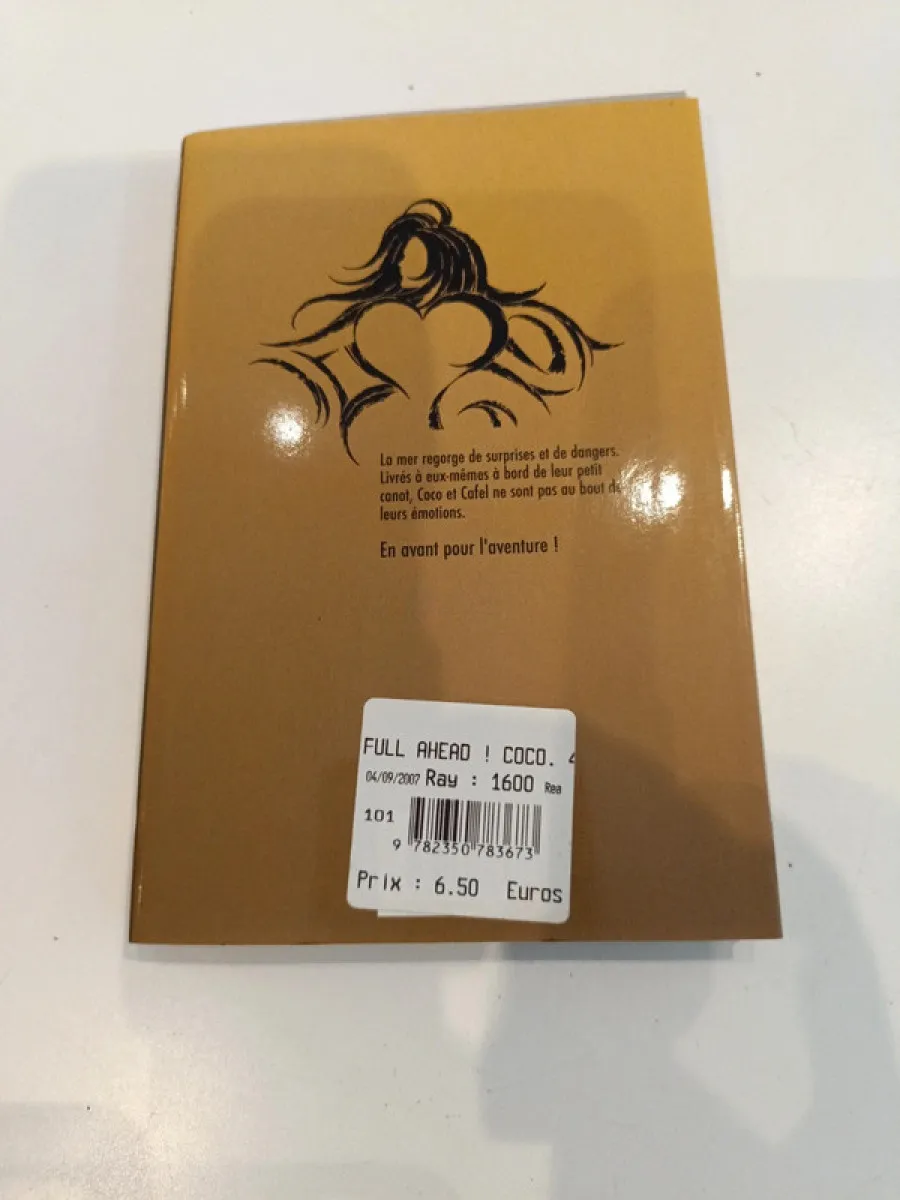 La mer regorge de surprises et de dangers.
Livrés à eux-mêmes à bord de leur petit
canot, Coco et Cafel ne sont pas au bout de
leurs émotions.
En avant pour l'aventure !
FULL AHEAD ! COCO. 4
04/09/2007 Ray : 1600 Rea
101
9 782350 783673
Prix : 6.50 Euros